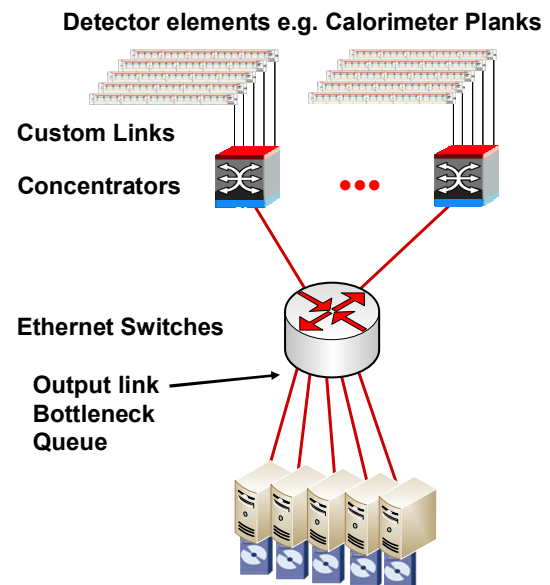 Detector elements e.g. Calorimeter Planks
Custom Links
Concentrators
Ethernet Switches
Output link
Bottleneck
Queue